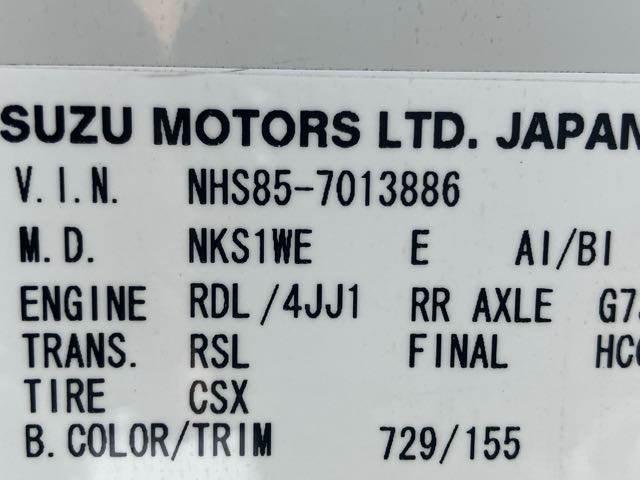 SUZU MOTORS LTD. JAPAN
V.I.N. NHS85-7013886
M.D. NKS1WE E AI/BI
ENGINE RDL/4JJ1 RR AXLE
TRANS. RSL FINAL
TIRE CSX
B.COLOR/TRIM 729/155